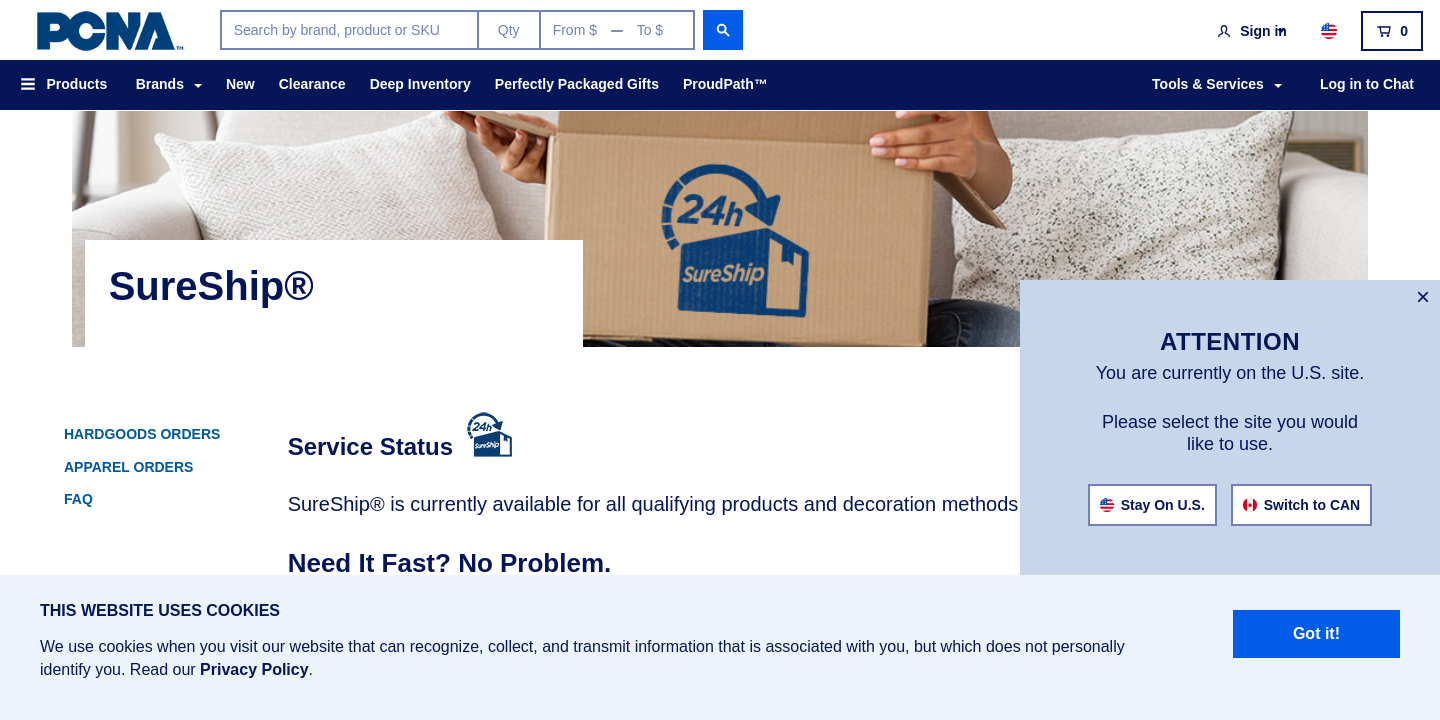 PCNA™
Search by brand, product or SKU Qty From $ To $
Sign in 0
Products Brands New Clearance Deep Inventory Perfectly Packaged Gifts ProudPath™ Tools & Services Log in to Chat
24h
SureShip
SureShip®
ATTENTION
You are currently on the U.S. site.
Please select the site you would
like to use.
Stay On U.S. Switch to CAN
HARDGOODS ORDERS
APPAREL ORDERS
FAQ
Service Status
24h
SureShip
SureShip® is currently available for all qualifying products and decoration methods
Need It Fast? No Problem.
THIS WEBSITE USES COOKIES
We use cookies when you visit our website that can recognize, collect, and transmit information that is associated with you, but which does not personally
identify you. Read our Privacy Policy.
Got it!